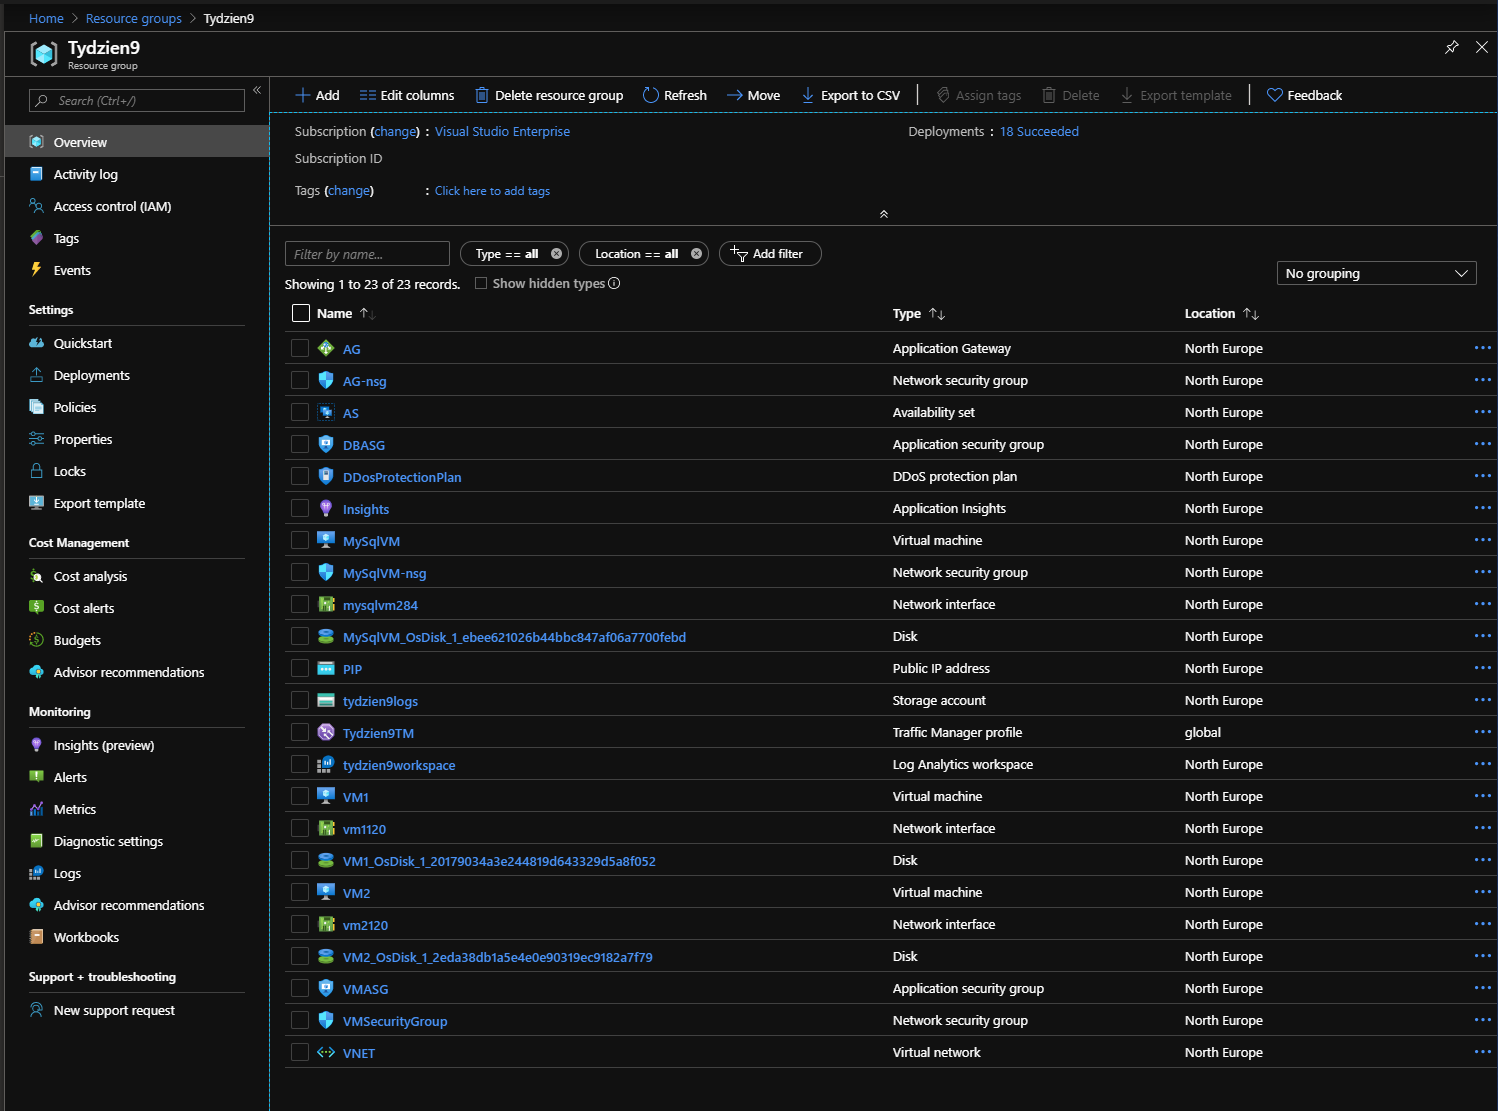 Home > Resource groups > Tydzien9
Tydzien9
Resource group
Search (Ctrl+/)
Overview
Activity log
Access control (IAM)
Tags
Events
Settings
Quickstart
Deployments
Policies
Properties
Locks
Export template
Cost Management
Cost analysis
Cost alerts
Budgets
Advisor recommendations
Monitoring
Insights (preview)
Alerts
Metrics
Diagnostic settings
Logs
Advisor recommendations
Workbooks
Support + troubleshooting
New support request
Add Edit columns Delete resource group Refresh Move Export to CSV Assign tags Delete Export template Feedback
Subscription (change) : Visual Studio Enterprise Deployments : 18 Succeeded
Subscription ID
Tags (change) : Click here to add tags
Filter by name... Type == all Location == all Add filter
Showing 1 to 23 of 23 records. Show hidden types No grouping
Name Type Location
AG Application Gateway North Europe
AG-nsg Network security group North Europe
AS Availability set North Europe
DBASG Application security group North Europe
DDosProtectionPlan DDoS protection plan North Europe
Insights Application Insights North Europe
MySqlVM Virtual machine North Europe
MySqlVM-nsg Network security group North Europe
mysqlvm284 Network interface North Europe
MySqlVM_OsDisk_1_ebee621026b44bbc847af06a7700febd Disk North Europe
PIP Public IP address North Europe
tydzien9logs Storage account North Europe
Tydzien9TM Traffic Manager profile global
tydzien9workspace Log Analytics workspace North Europe
VM1 Virtual machine North Europe
vm1120 Network interface North Europe
VM1_OsDisk_1_20179034a3e244819d643329d5a8f052 Disk North Europe
VM2 Virtual machine North Europe
vm2120 Network interface North Europe
VM2_OsDisk_1_2eda38db1a5e4e0e90319ec9182a7f79 Disk North Europe
VMASG Application security group North Europe
VMSecurityGroup Network security group North Europe
VNET Virtual network North Europe